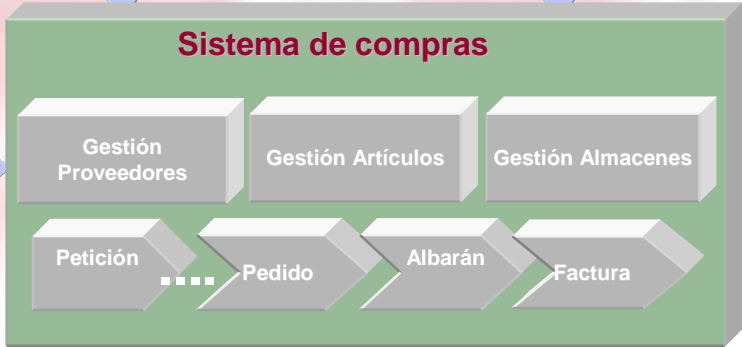 Sistema de compras
Gestión
Proveedores
Gestión Artículos
Gestión Almacenes
Petición
Pedido
Albarán
Factura